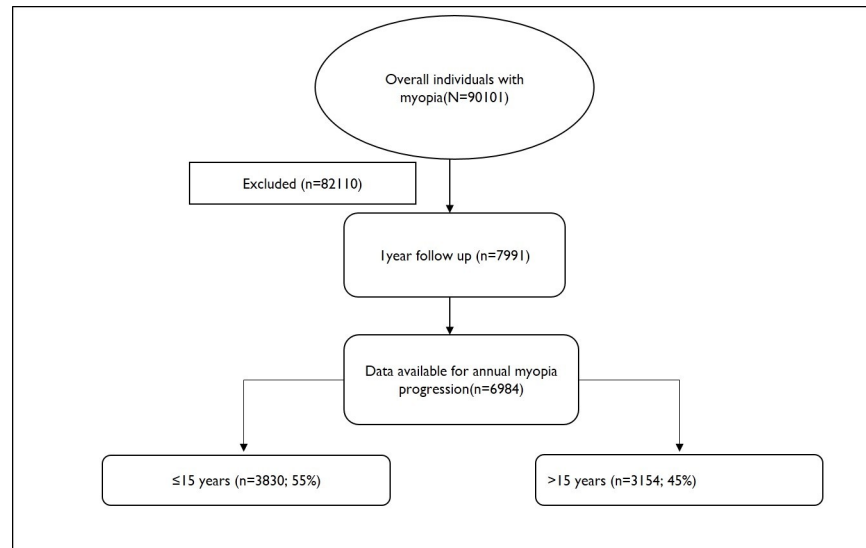 Overall individuals with
myopia(N=90101)
Excluded (n=82110)
1year follow up (n=7991)
Data available for annual myopia
progression(n=6984)
≤15 years (n=3830; 55%)
>15 years (n=3154; 45%)